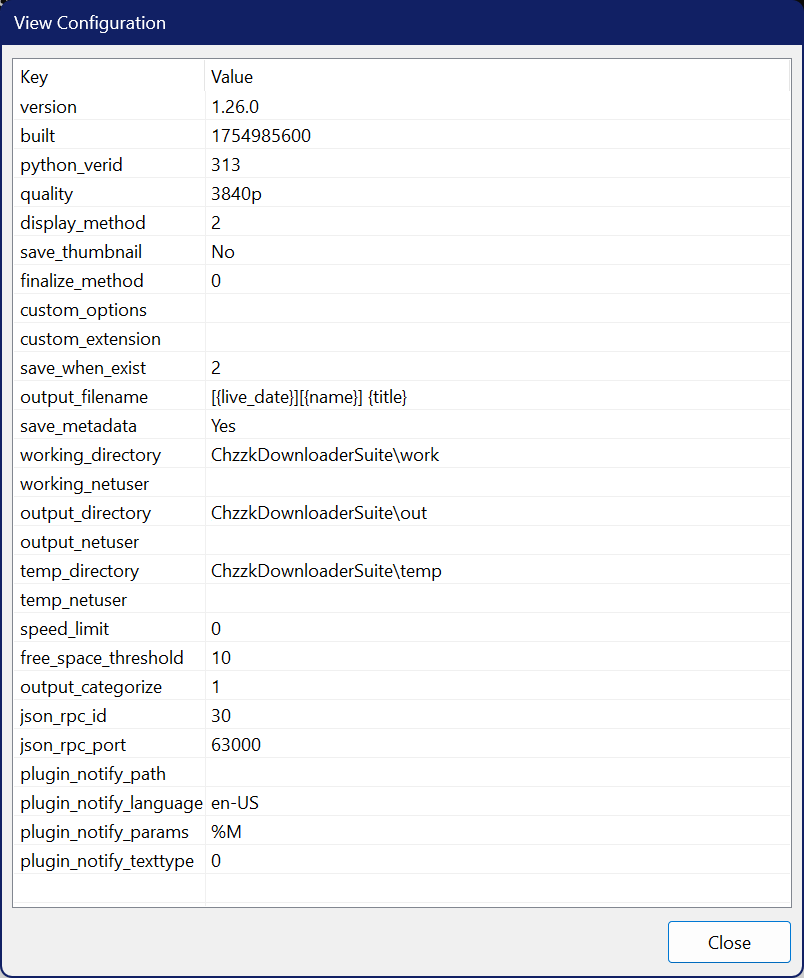 View Configuration
Key Value
version 1.26.0
built 1754985600
python_verid 313
quality 3840p
display_method 2
save_thumbnail No
finalize_method 0
custom_options
custom_extension
save_when_exist 2
output_filename [{live_date}][{name}] {title}
save_metadata Yes
working_directory ChzzkDownloaderSuite\work
working_netuser
output_directory ChzzkDownloaderSuite\out
output_netuser
temp_directory ChzzkDownloaderSuite\temp
temp_netuser
speed_limit 0
free_space_threshold 10
output_categorize 1
json_rpc_id 30
json_rpc_port 63000
plugin_notify_path
plugin_notify_language en-US
plugin_notify_params %M
plugin_notify_texttype 0
Close